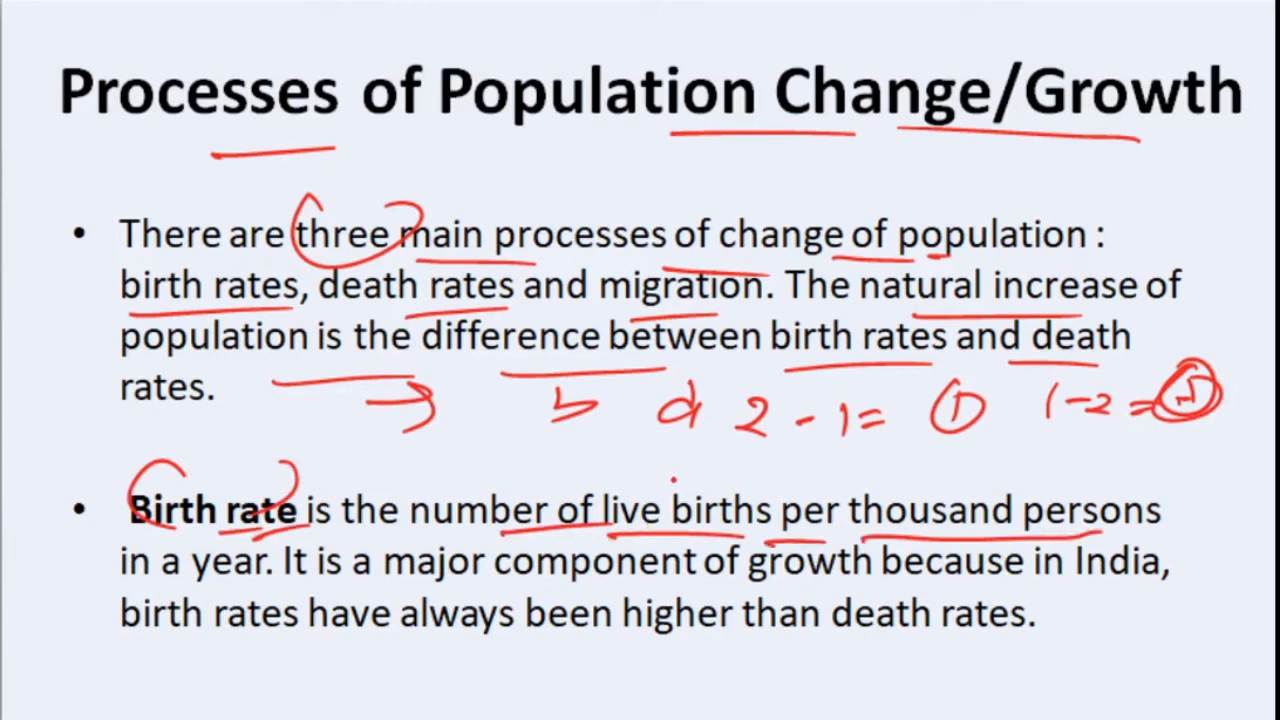 Processes of Population Change/Growth
• There are three main processes of change of population :
birth rates, death rates and migration. The natural increase of
population is the difference between birth rates and death
rates.
b d 2 - 1 = 1 1 - 2 =
• Birth rate is the number of live births per thousand persons
in a year. It is a major component of growth because in India,
birth rates have always been higher than death rates.